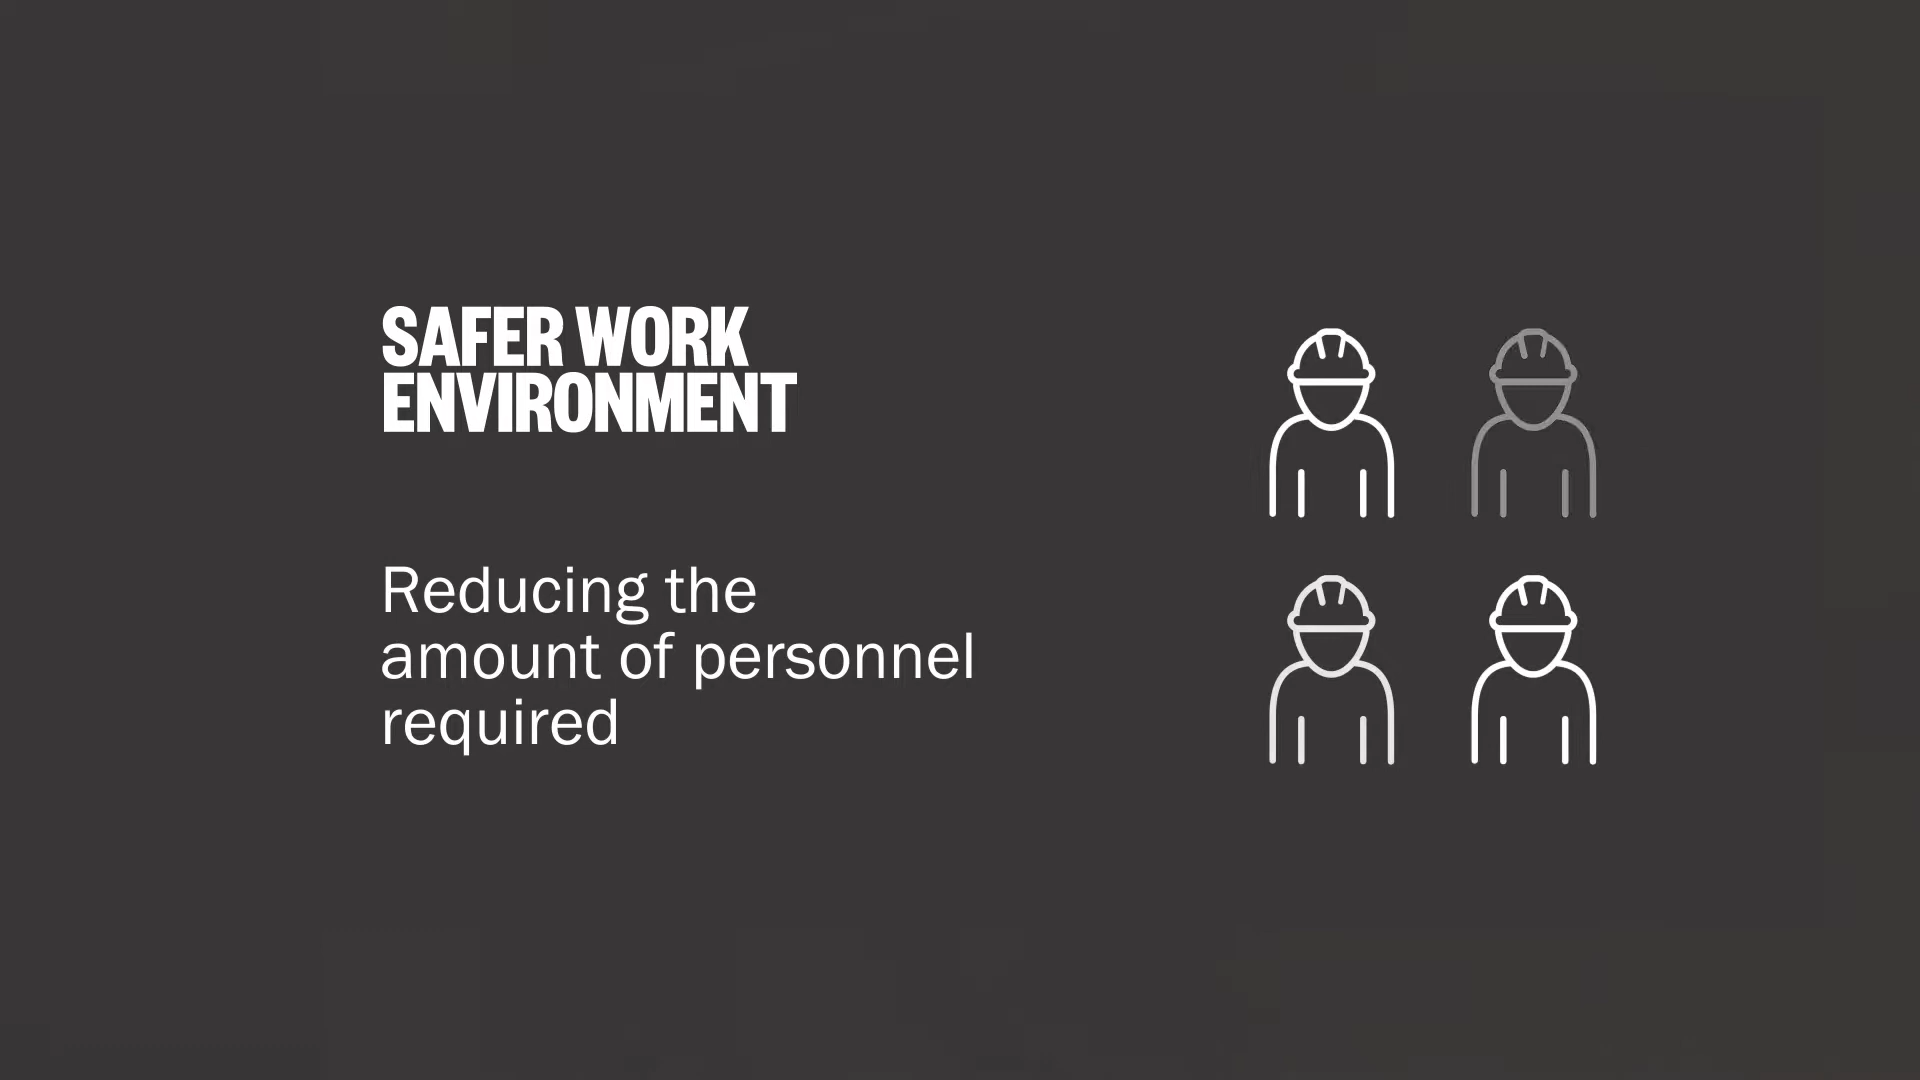 SAFER WORK
ENVIRONMENT
Reducing the
amount of personnel
required